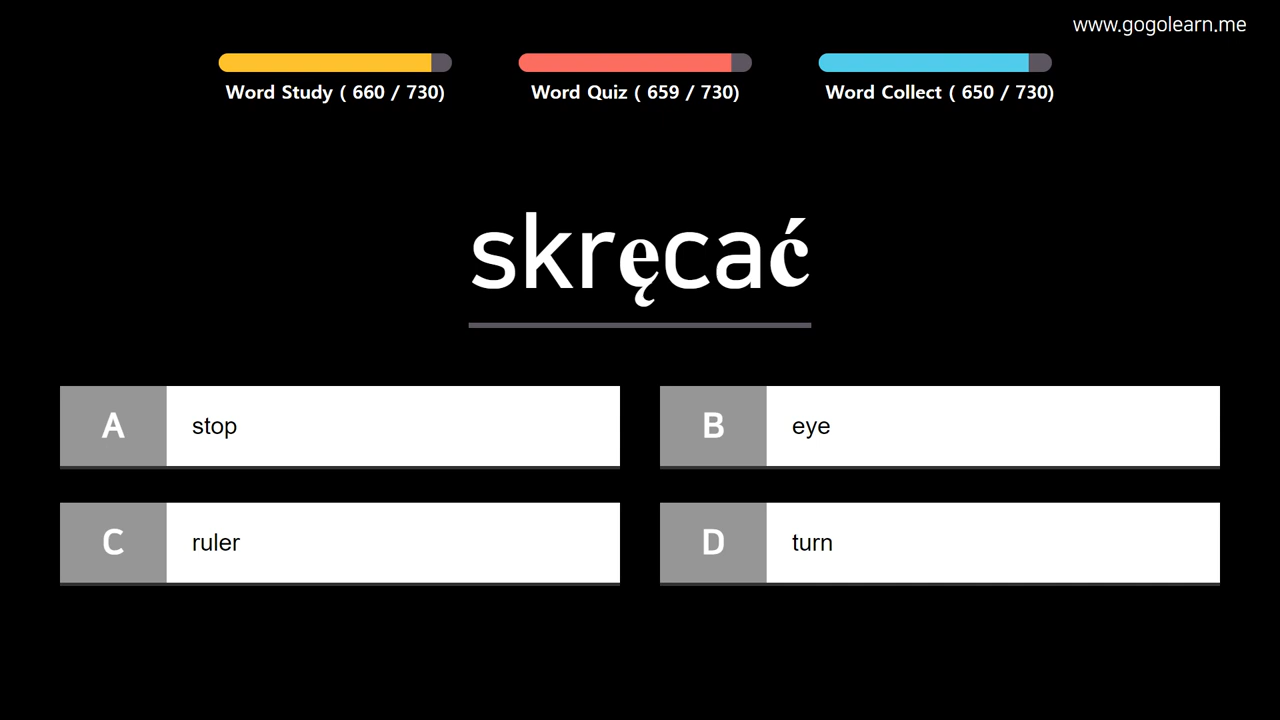 www.gogolearn.me
Word Study ( 660 / 730)
Word Quiz ( 659 / 730)
Word Collect ( 650 / 730)
skręcać
A stop
B eye
C ruler
D turn